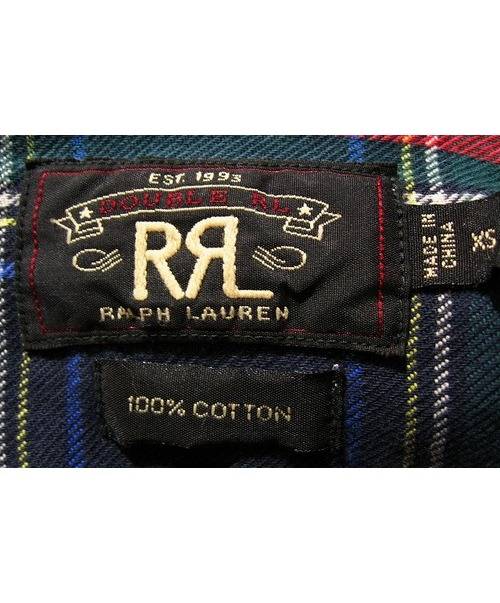 EST. 1993
DOUBLE RL
RRL
RALPH LAUREN
MADE IN
CHINA
XS
100% COTTON